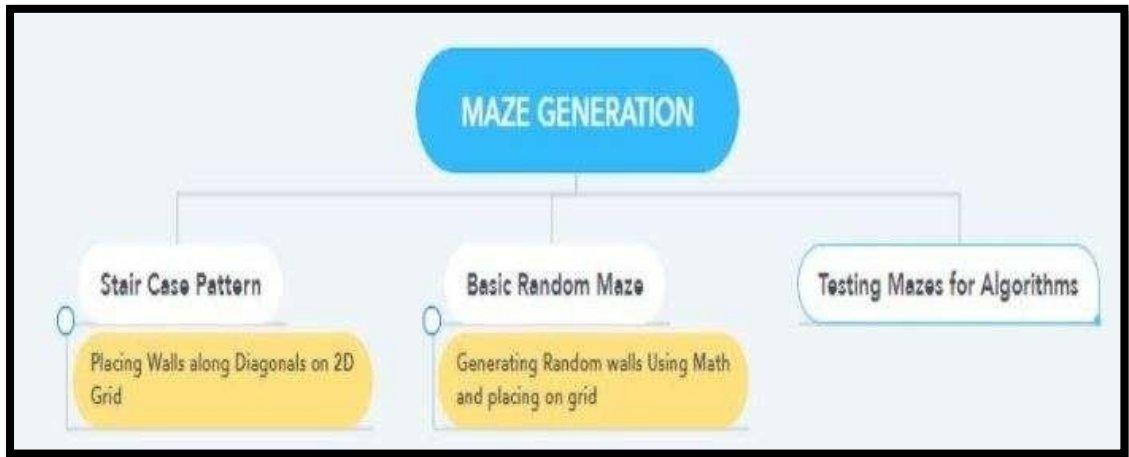 MAZE GENERATION
Stair Case Pattern
Placing Walls along Diagonals on 2D
Grid
Basic Random Maze
Generating Random walls Using Math
and placing on grid
Testing Mazes for Algorithms